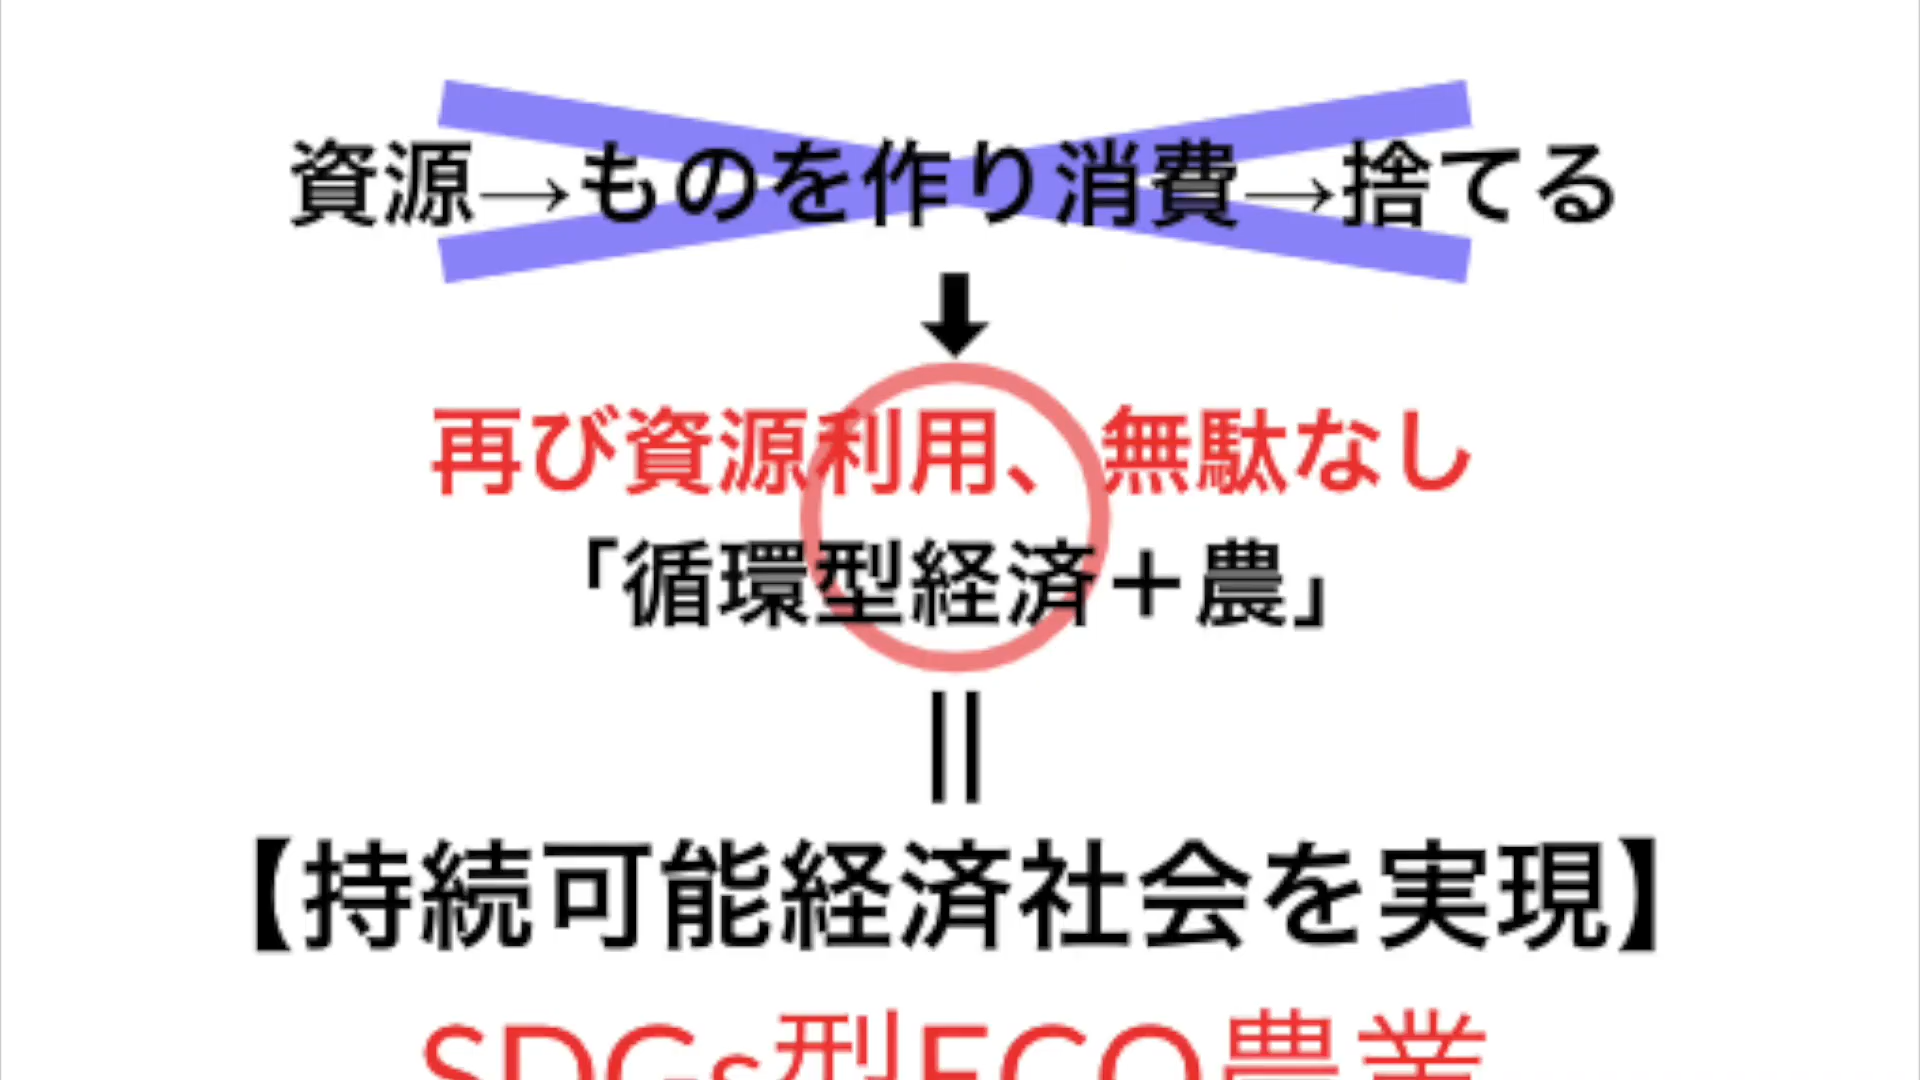 資源→ものを作り消費→捨てる
再び資源利用、無駄なし
「循環型経済＋農」
【持続可能経済社会を実現】
SDGs型ECO農業